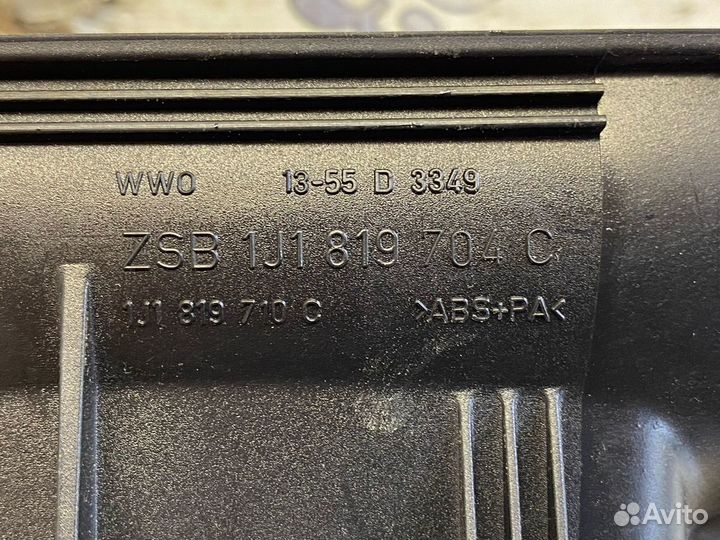 WWO 13-55 D 3349
ZSB 1J1 819 704 C
1J1 819 710 C >ABS+PA<
Avito